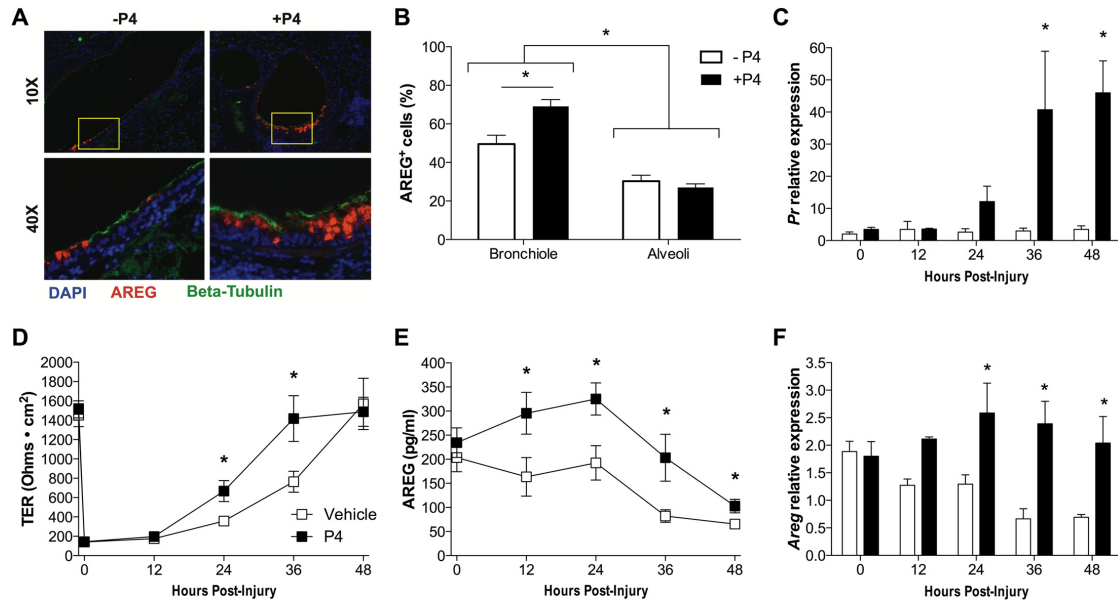 A
-P4
+P4
10X
40X
DAPI AREG Beta-Tubulin
B
AREG+ cells (%)
100
80
60
40
20
0
*
*
- P4
+P4
Bronchiole Alveoli
C
Pr relative expression
60
50
40
30
20
10
0
*
*
0 12 24 36 48
Hours Post-Injury
D
TER (Ohms • cm²)
2000
1800
1600
1400
1200
1000
800
600
400
200
0
*
*
Vehicle
P4
0 12 24 36 48
Hours Post-Injury
E
AREG (pg/ml)
400
350
300
250
200
150
100
50
0
*
*
*
*
0 12 24 36 48
Hours Post-Injury
F
Areg relative expression
3.5
3.0
2.5
2.0
1.5
1.0
0.5
0.0
*
*
*
0 12 24 36 48
Hours Post-Injury